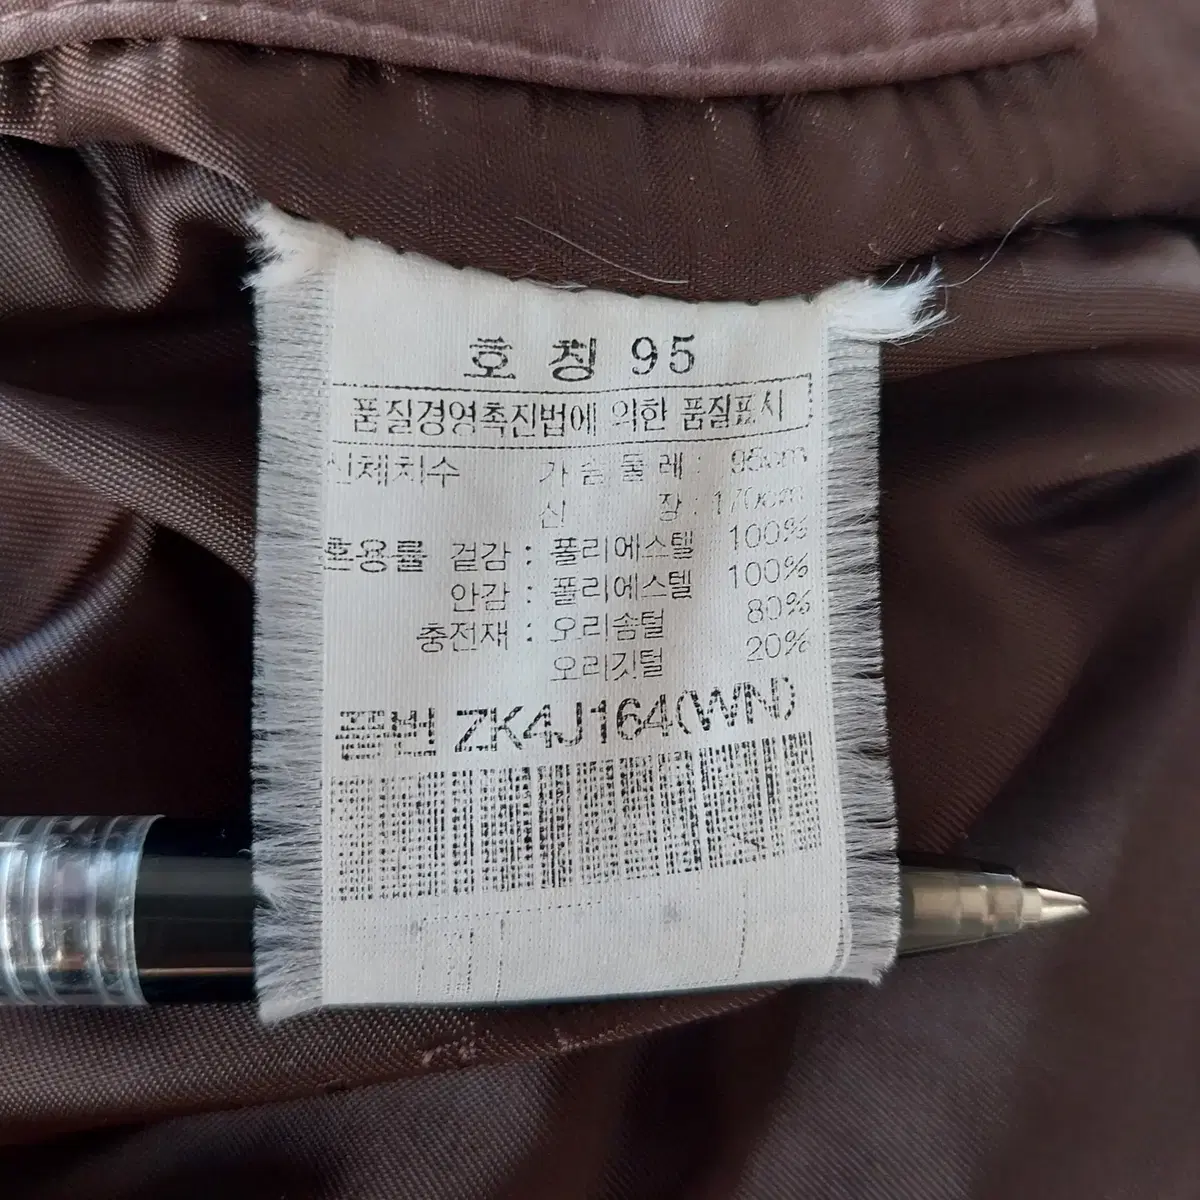 호 칭 95
품질경영촉진법에 의한 품질표시
신체치수 가 슴 둘 레 : 95cm
신 장 : 170cm
혼용률 겉감 : 폴리에스텔 100%
안감 : 폴리에스텔 100%
충전재 : 오리솜털 80%
오리깃털 20%
품번 ZK4J164(WN)